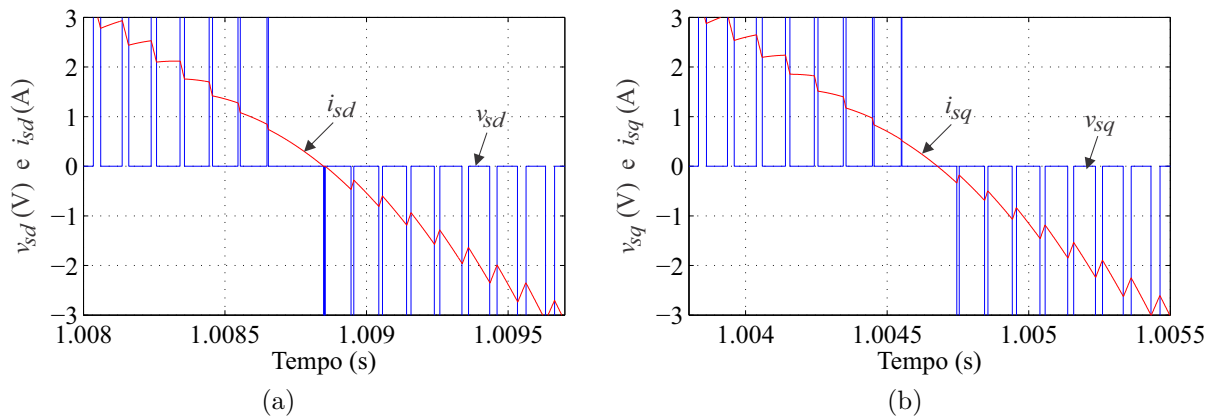 3
2
1
0
−1
−2
−3
1.008
1.0085
1.009
1.0095
v_sd (V) e i_sd (A)
Tempo (s)
i_sd
v_sd
(a)
3
2
1
0
−1
−2
−3
1.004
1.0045
1.005
1.0055
v_sq (V) e i_sq (A)
Tempo (s)
i_sq
v_sq
(b)